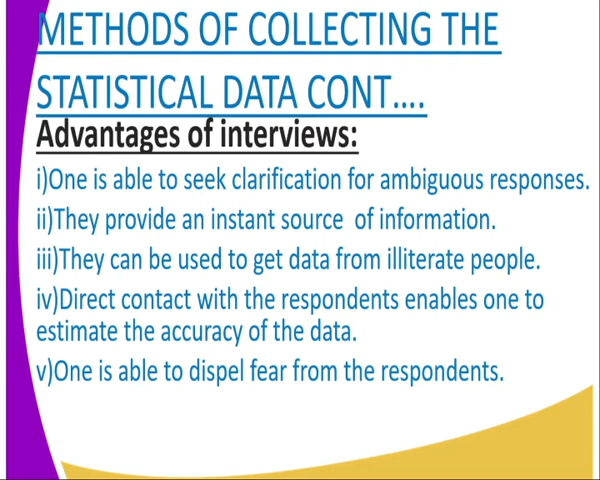 METHODS OF COLLECTING THE
STATISTICAL DATA CONT....
Advantages of interviews:
i)One is able to seek clarification for ambiguous responses.
ii)They provide an instant source of information.
iii)They can be used to get data from illiterate people.
iv)Direct contact with the respondents enables one to
estimate the accuracy of the data.
v)One is able to dispel fear from the respondents.